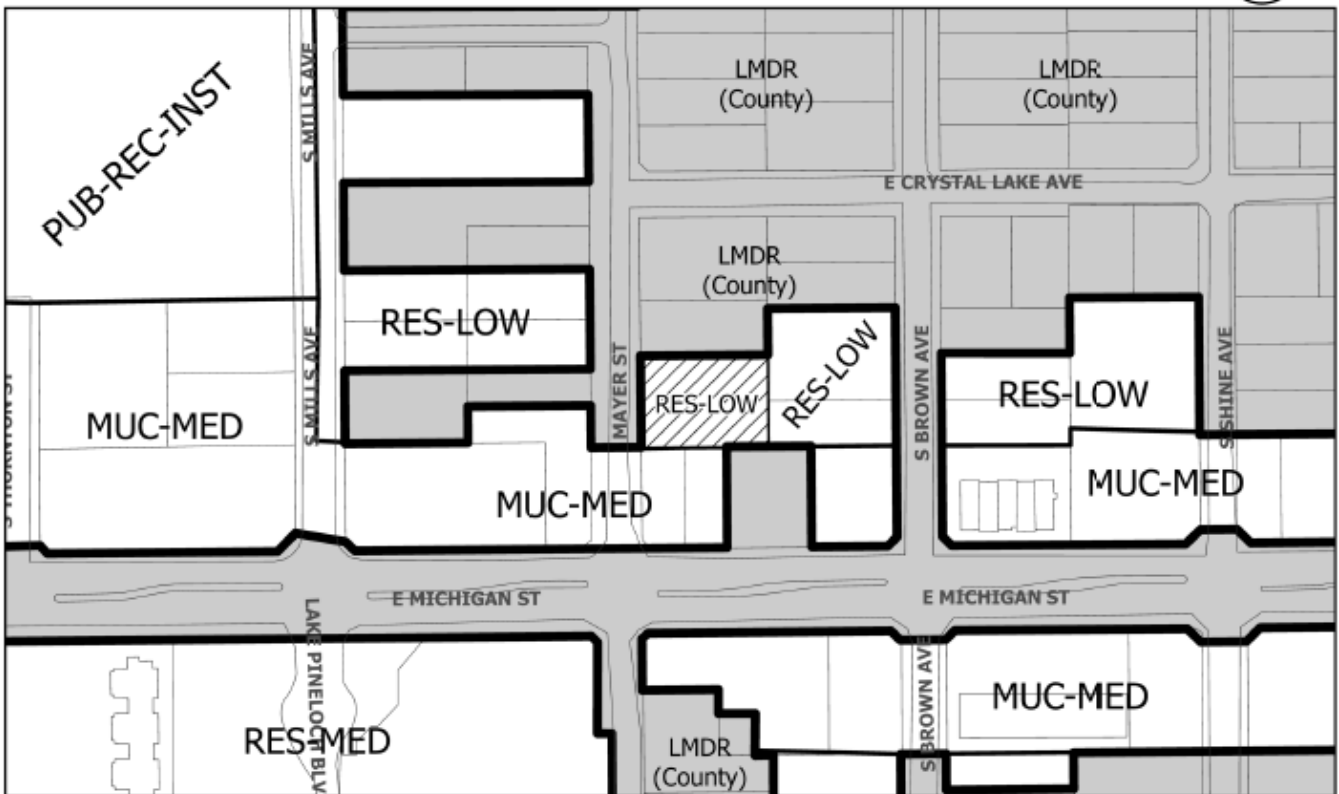 LMDR
(County)
LMDR
(County)
S MILLS AVE
PUB-REC-INST
E CRYSTAL LAKE AVE
LMDR
(County)
RES-LOW
S MILLS AVE
MAYER ST
RES-LOW
RES-LOW
S BROWN AVE
RES-LOW
S SHINE AVE
MUC-MED
S THORNTON ST
MUC-MED
MUC-MED
E MICHIGAN ST
E MICHIGAN ST
LAKE PINELOCH BLV
S BROWN AVE
MUC-MED
RES-MED
LMDR
(County)